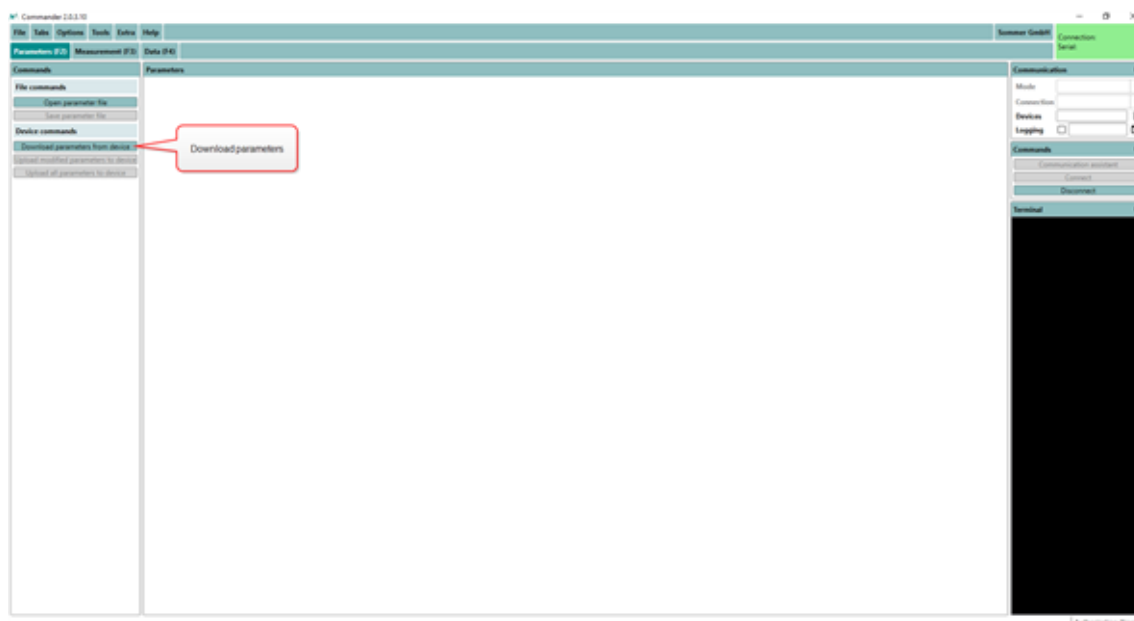 Commander 2.0.3.10
File Tabs Options Tools Extra Help Sommer GmbH
Connection:
Serial
Parameters (F2) Measurement (F3) Data (F4)
Commands
File commands
Open parameter file
Save parameter file
Device commands
Download parameters from device
Upload modified parameters to device
Upload all parameters to device
Parameters
Download parameters
Communication
Mode
Connection
Devices
Logging
Commands
Communication assistant
Connect
Disconnect
Terminal